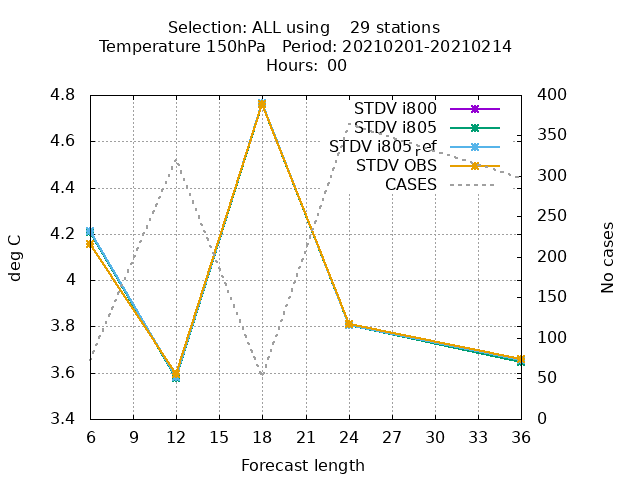 Selection: ALL using    29 stations
Temperature 150hPa   Period: 20210201-20210214
Hours:  00
4.8
4.6
4.4
4.2
4
3.8
3.6
3.4
deg C
STDV i800
STDV i805
STDV i805_ref
STDV OBS
CASES
400
350
300
250
200
150
100
50
0
No cases
6 9 12 15 18 21 24 27 30 33 36
Forecast length